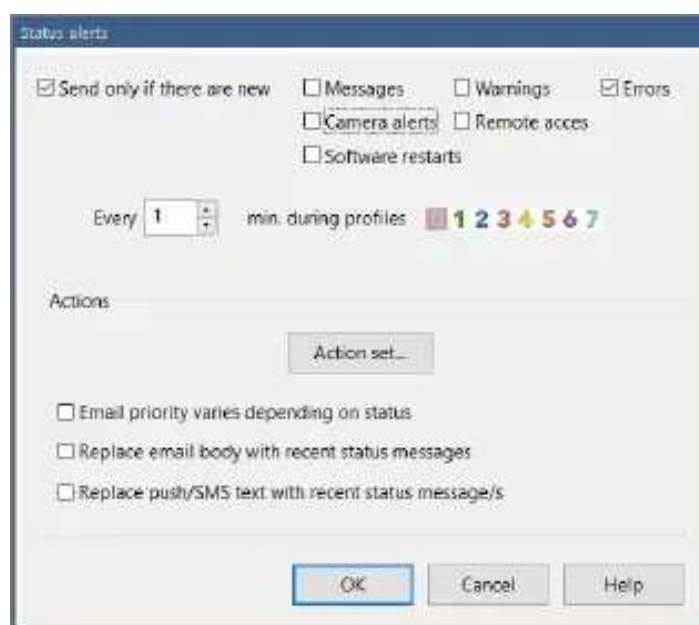 Status alerts
Send only if there are new Messages Warnings Errors
Camera alerts Remote acces
Software restarts
Every 1 min. during profiles 1 2 3 4 5 6 7
Actions
Action set...
Email priority varies depending on status
Replace email body with recent status messages
Replace push/SMS text with recent status message/s
OK Cancel Help